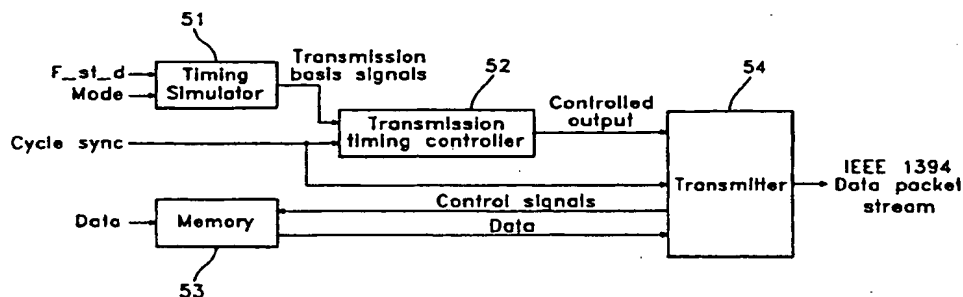 51
F_st_d
Mode
Timing
Simulator
Transmission
basis signals
52
Transmission
timing controller
Controlled
output
54
Cycle sync
Transmitter
IEEE 1394
Data packet
stream
Control signals
Data
Memory
Data
53